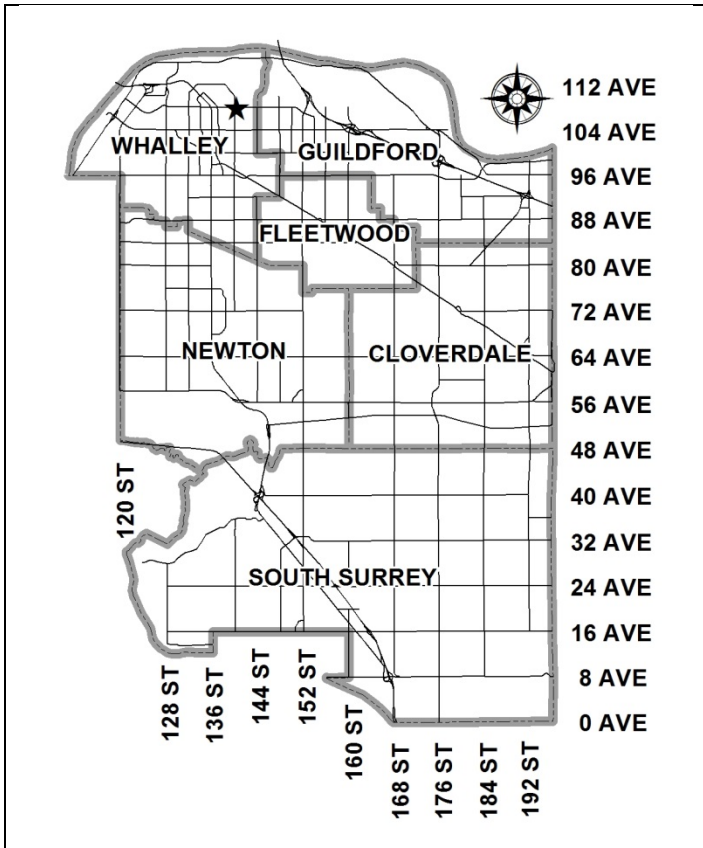 112 AVE
104 AVE
WHALLEY
GUILDFORD
96 AVE
88 AVE
FLEETWOOD
80 AVE
72 AVE
NEWTON
CLOVERDALE
64 AVE
56 AVE
48 AVE
120 ST
40 AVE
32 AVE
SOUTH SURREY
24 AVE
16 AVE
128 ST
136 ST
144 ST
152 ST
160 ST
8 AVE
0 AVE
168 ST
176 ST
184 ST
192 ST